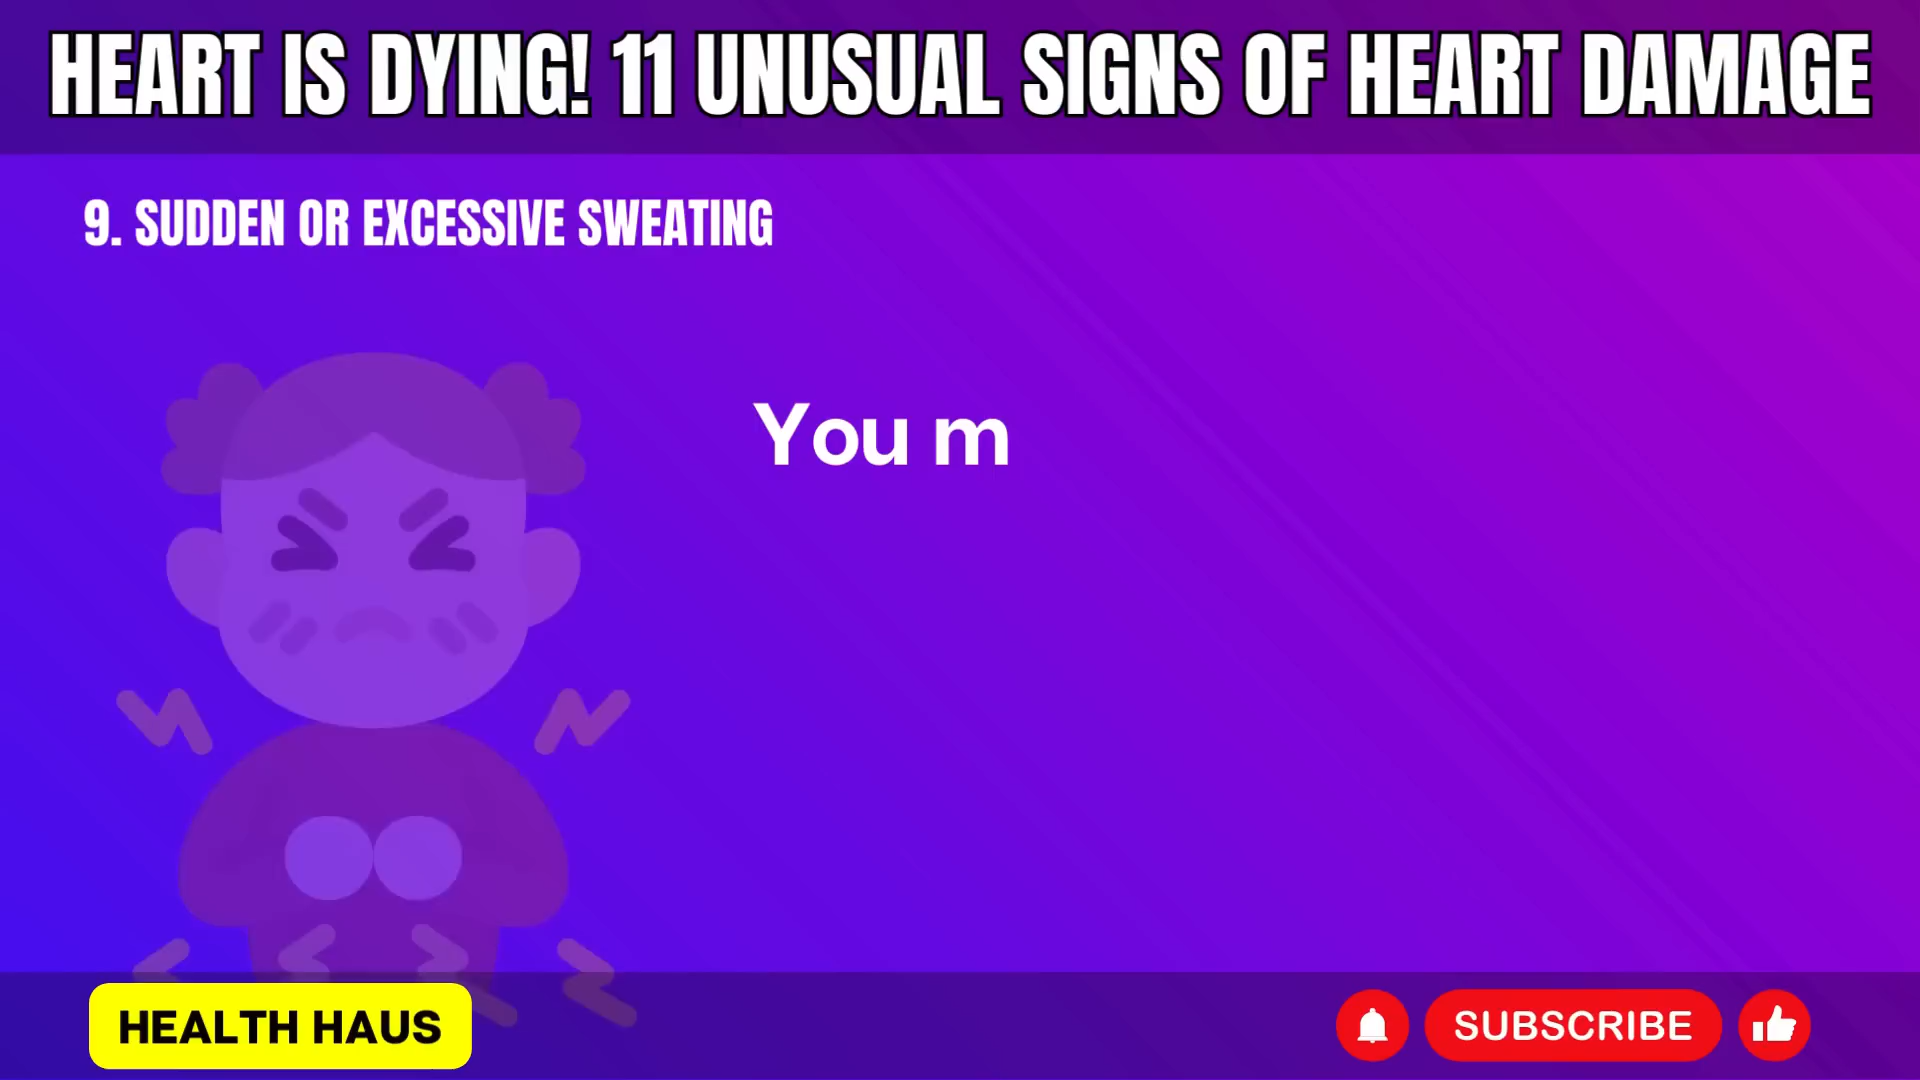 HEART IS DYING! 11 UNUSUAL SIGNS OF HEART DAMAGE
9. SUDDEN OR EXCESSIVE SWEATING
You m
HEALTH HAUS
SUBSCRIBE